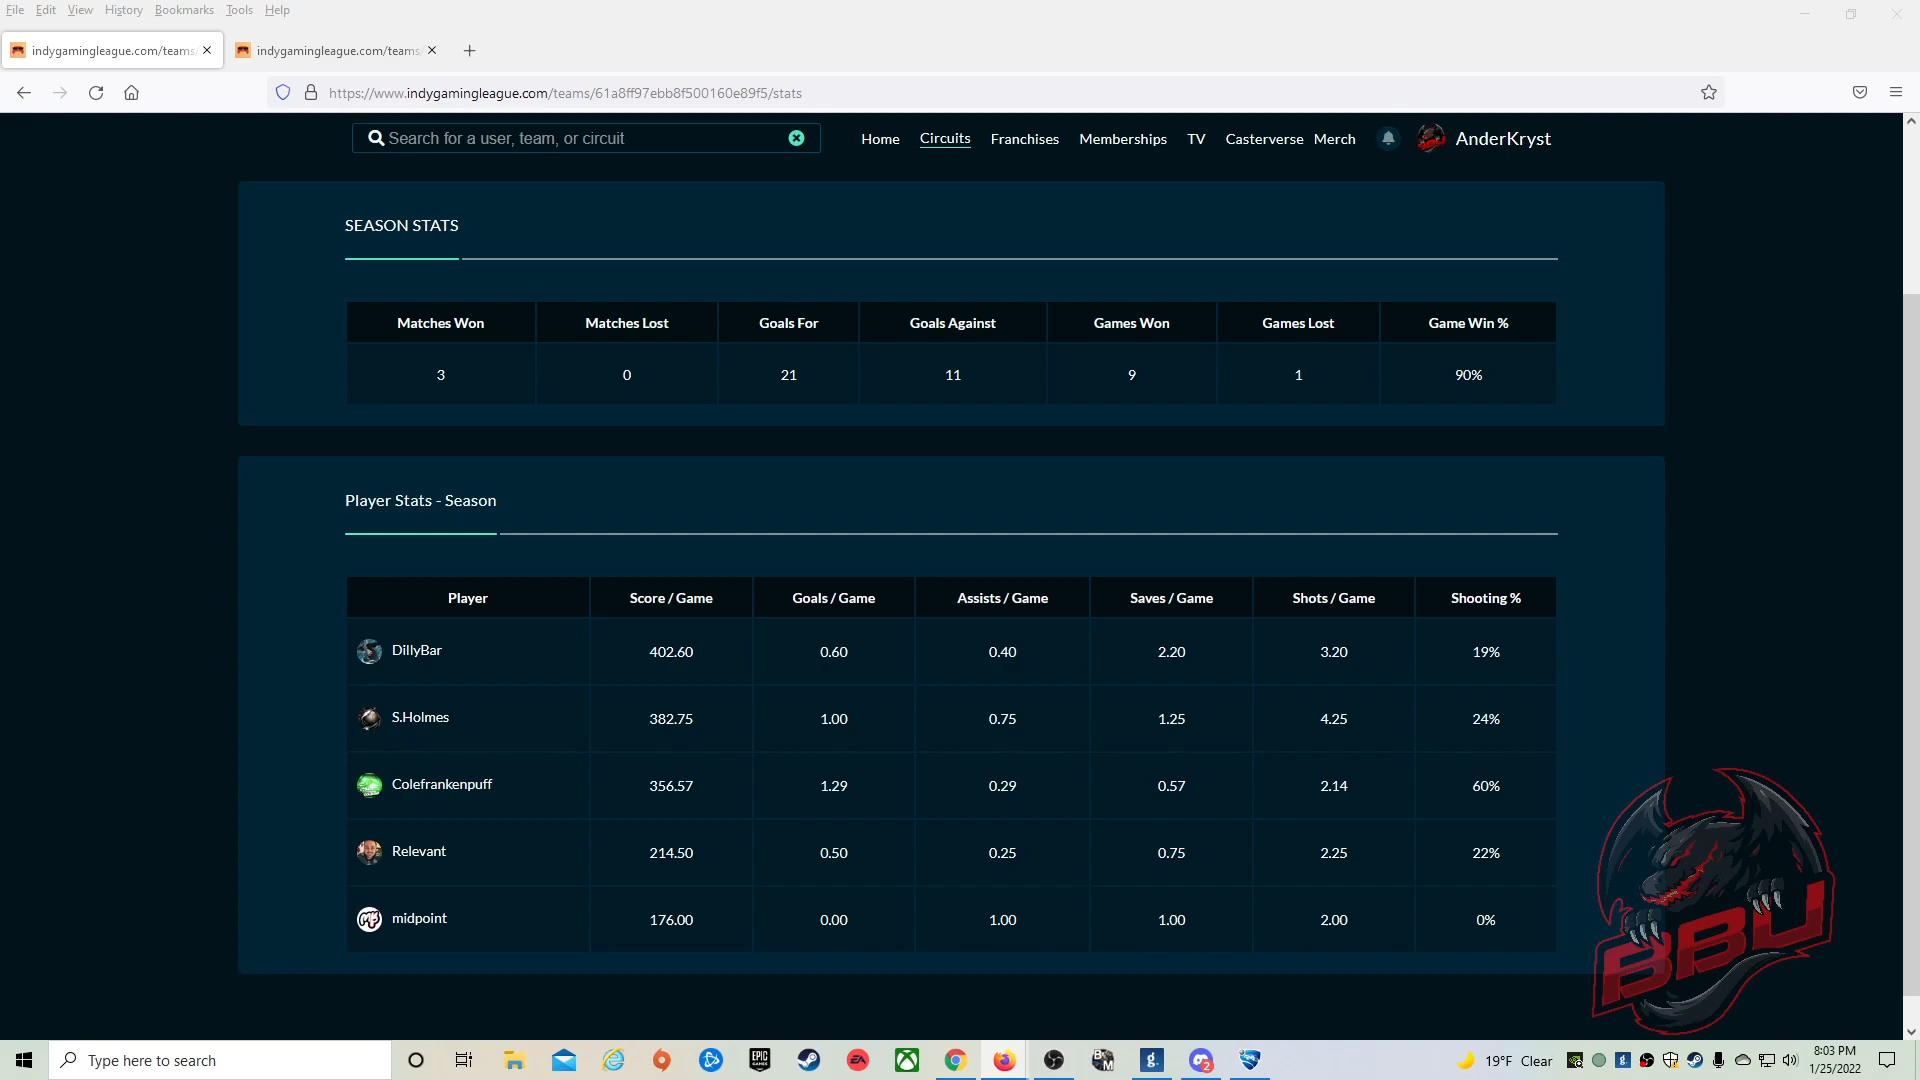 File Edit View History Bookmarks Tools Help
indygamingleague.com/teams
indygamingleague.com/teams
https://www.indygamingleague.com/teams/61a8ff97ebb8f500160e89f5/stats
Search for a user, team, or circuit
Home Circuits Franchises Memberships TV Casterverse Merch AnderKryst
SEASON STATS
Matches Won Matches Lost Goals For Goals Against Games Won Games Lost Game Win %
3 0 21 11 9 1 90%
Player Stats - Season
Player Score / Game Goals / Game Assists / Game Saves / Game Shots / Game Shooting %
DillyBar 402.60 0.60 0.40 2.20 3.20 19%
S.Holmes 382.75 1.00 0.75 1.25 4.25 24%
Colefrankenpuff 356.57 1.29 0.29 0.57 2.14 60%
Relevant 214.50 0.50 0.25 0.75 2.25 22%
midpoint 176.00 0.00 1.00 1.00 2.00 0%
BBU
Type here to search
EPIC GAMES
EA
g.
2
19°F Clear
8:03 PM
1/25/2022